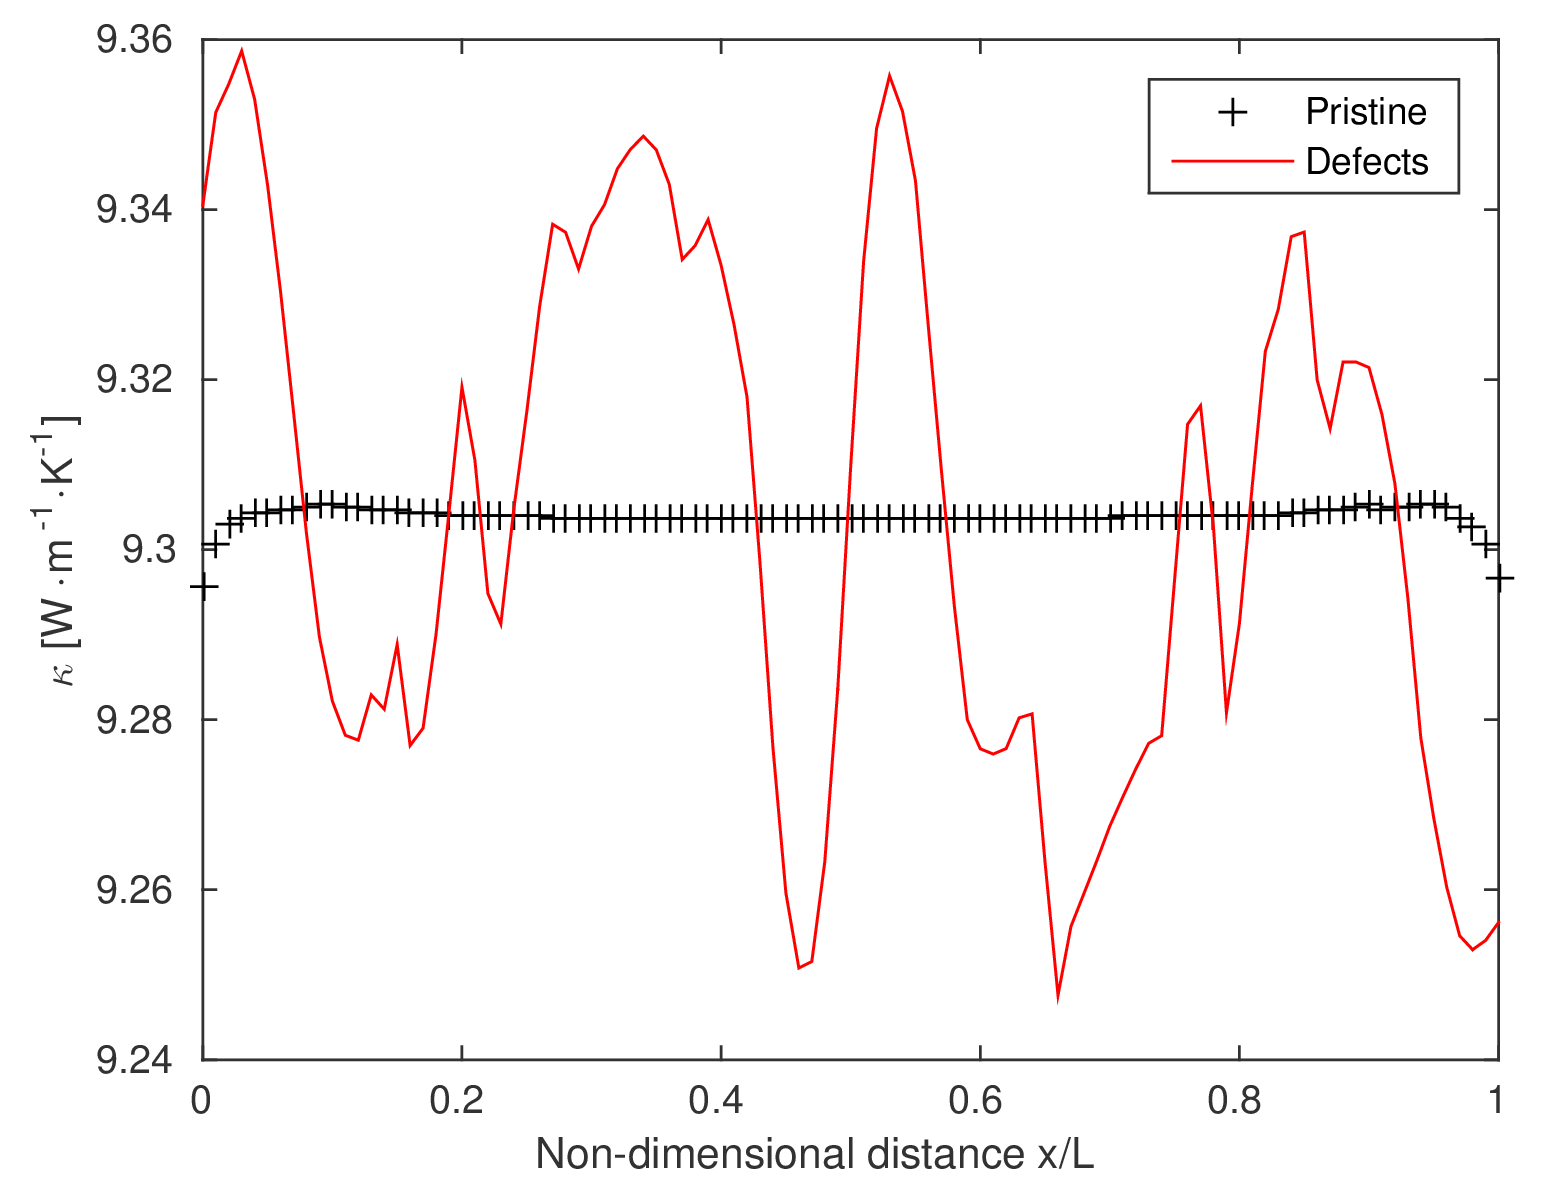 9.36
9.34
9.32
9.3
9.28
9.26
9.24
0 0.2 0.4 0.6 0.8 1
Non-dimensional distance x/L
κ [W·m⁻¹·K⁻¹]
Pristine
Defects